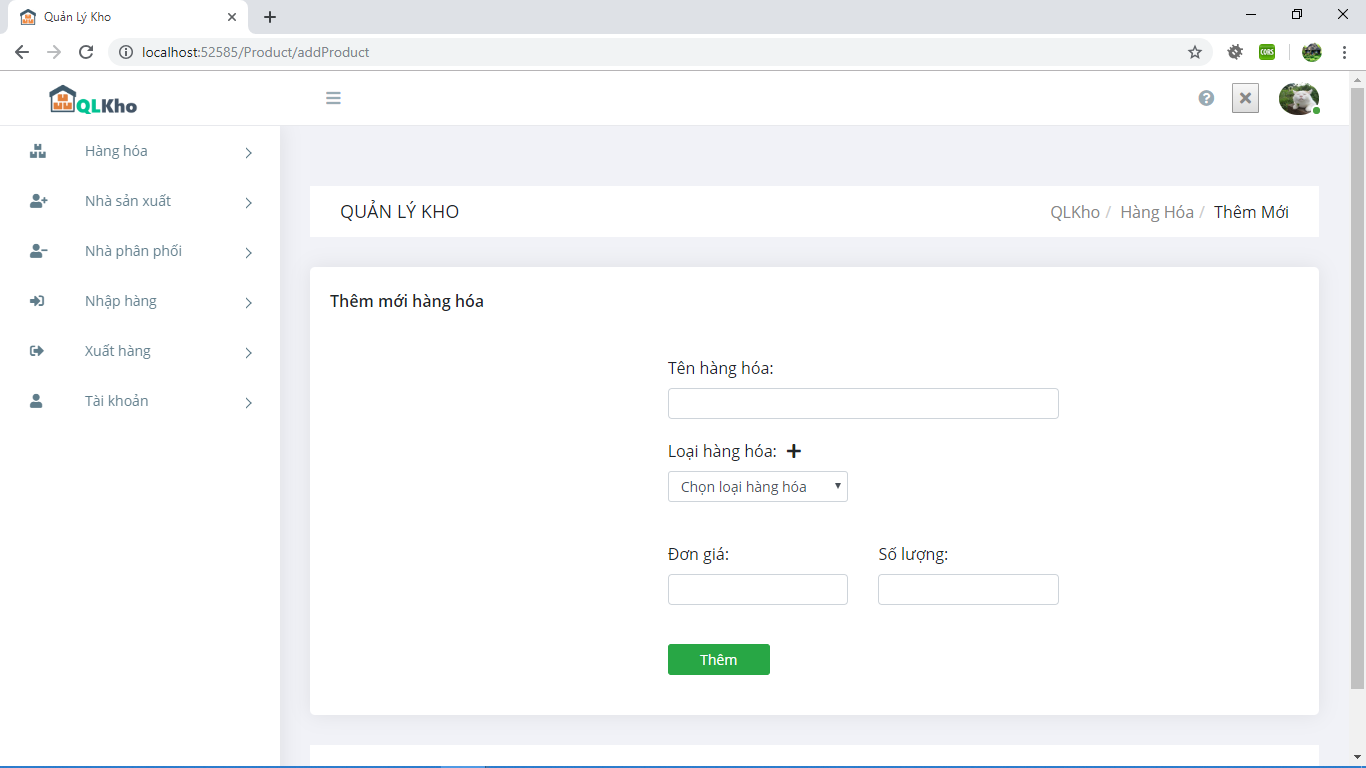 Quản Lý Kho
localhost:52585/Product/addProduct
CORS
QLKho
Hàng hóa
Nhà sản xuất
Nhà phân phối
Nhập hàng
Xuất hàng
Tài khoản
QUẢN LÝ KHO
QLKho / Hàng Hóa / Thêm Mới
Thêm mới hàng hóa
Tên hàng hóa:
Loại hàng hóa:
Chọn loại hàng hóa
Đơn giá: Số lượng:
Thêm